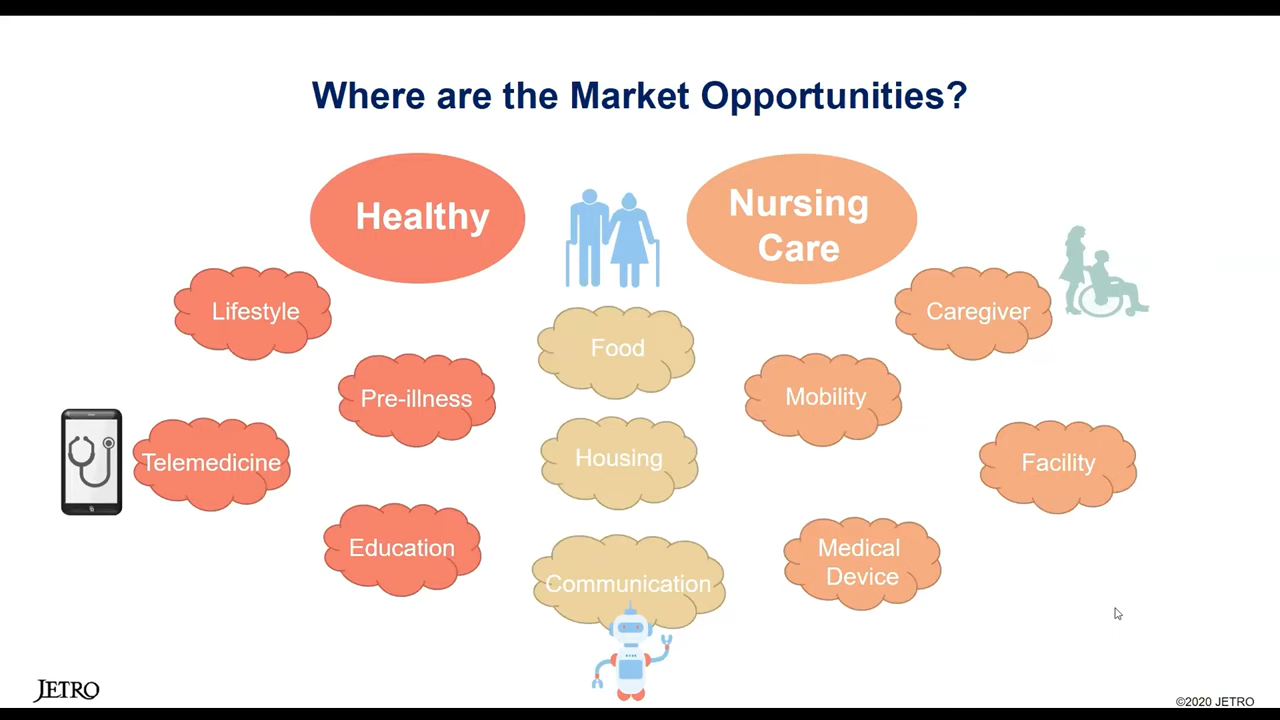 Where are the Market Opportunities?
Healthy
Nursing
Care
Lifestyle
Pre-illness
Telemedicine
Education
Food
Housing
Communication
Caregiver
Mobility
Facility
Medical
Device
JETRO
©2020 JETRO